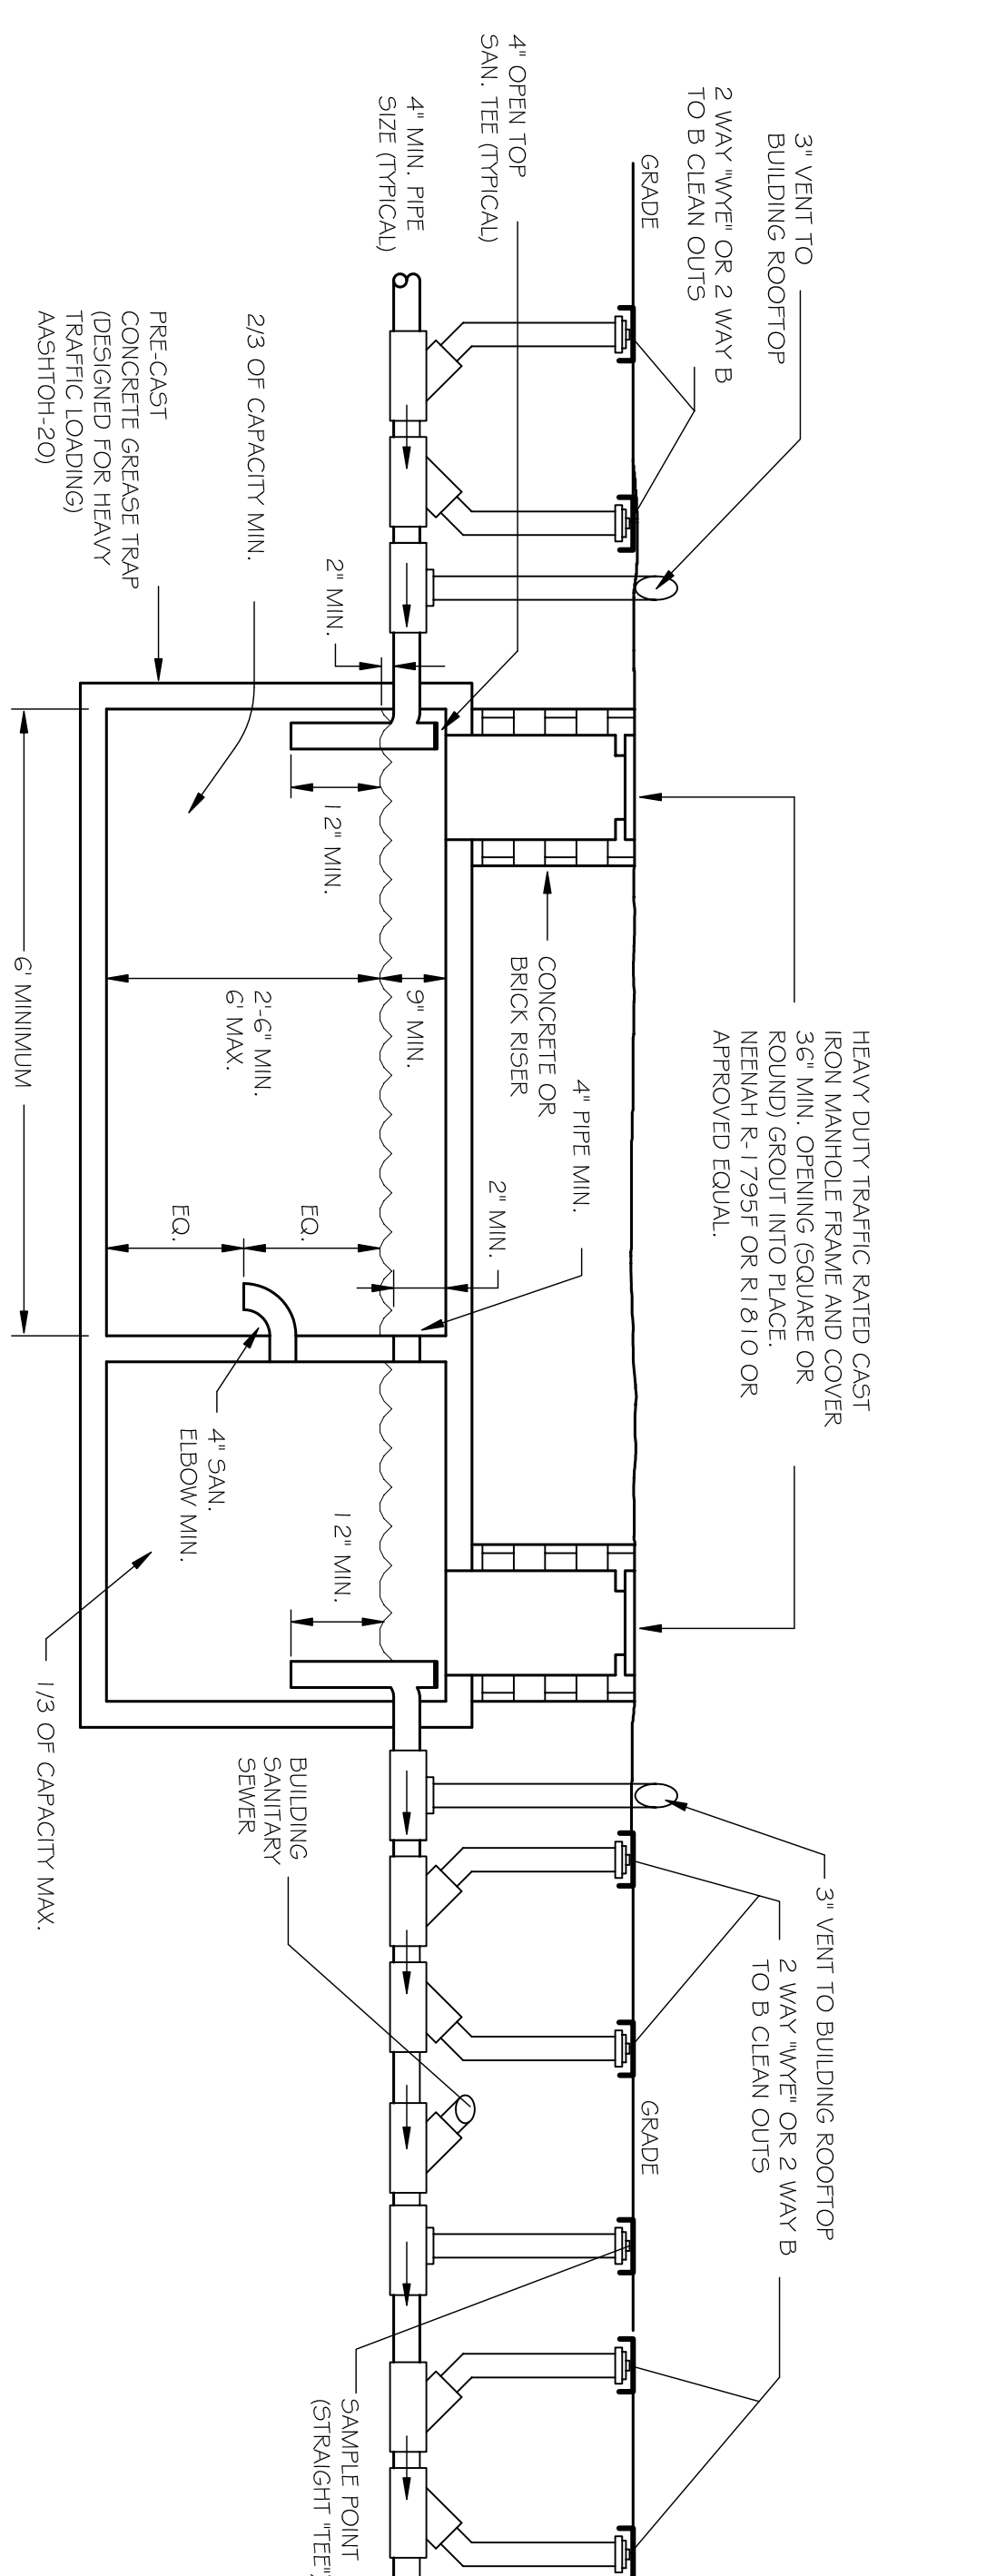 3" VENT TO
BUILDING ROOFTOP
2 WAY "WYE" OR 2 WAY B
TO B CLEAN OUTS
GRADE
4" OPEN TOP
SAN. TEE (TYPICAL)
4" MIN. PIPE
SIZE (TYPICAL)
2" MIN.
2/3 OF CAPACITY MIN.
PRE-CAST
CONCRETE GREASE TRAP
(DESIGNED FOR HEAVY
TRAFFIC LOADING)
AASHTOH-20)
HEAVY DUTY TRAFFIC RATED CAST
IRON MANHOLE FRAME AND COVER
36" MIN. OPENING (SQUARE OR
ROUND) GROUT INTO PLACE.
NEENAH R-1795F OR R1810 OR
APPROVED EQUAL.
CONCRETE OR
BRICK RISER
4" PIPE MIN.
2" MIN.
9" MIN.
12" MIN.
2'-6" MIN.
6' MAX.
EQ.
EQ.
6' MINIMUM
4" SAN.
ELBOW MIN.
12" MIN.
1/3 OF CAPACITY MAX.
3" VENT TO BUILDING ROOFTOP
2 WAY "WYE" OR 2 WAY B
TO B CLEAN OUTS
GRADE
BUILDING
SANITARY
SEWER
SAMPLE POINT
(STRAIGHT "TEE")